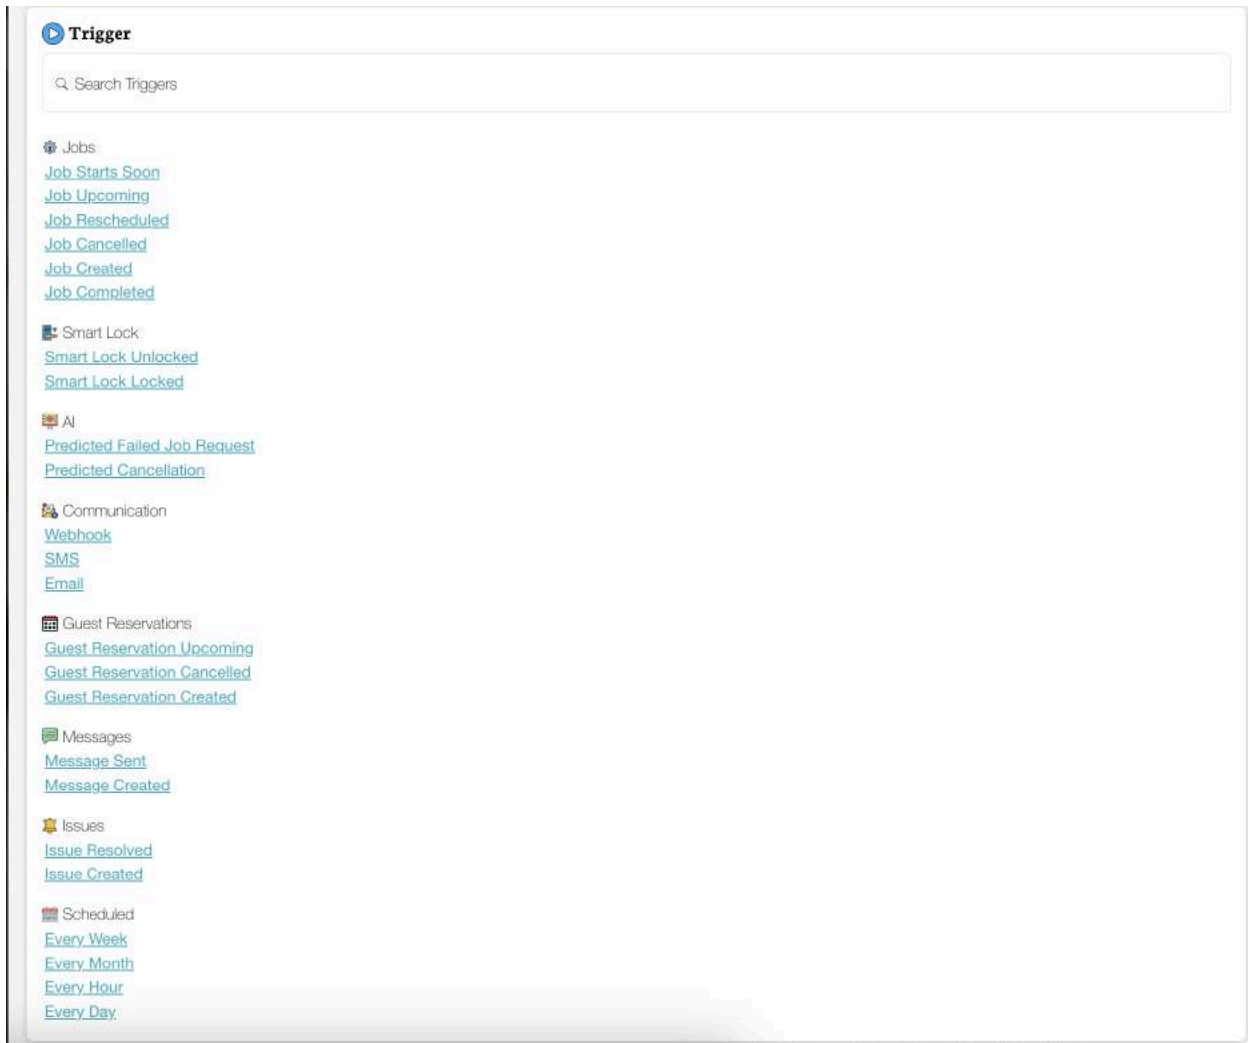 Trigger
Search Triggers
Jobs
Job Starts Soon
Job Upcoming
Job Rescheduled
Job Cancelled
Job Created
Job Completed
Smart Lock
Smart Lock Unlocked
Smart Lock Locked
AI
Predicted Failed Job Request
Predicted Cancellation
Communication
Webhook
SMS
Email
Guest Reservations
Guest Reservation Upcoming
Guest Reservation Cancelled
Guest Reservation Created
Messages
Message Sent
Message Created
Issues
Issue Resolved
Issue Created
Scheduled
Every Week
Every Month
Every Hour
Every Day